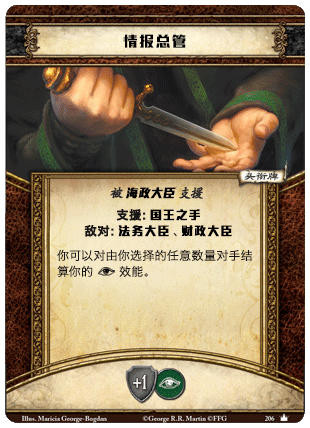 情报总管
头衔牌
被 海政大臣 支援
支援: 国王之手
敌对: 法务大臣、财政大臣
你可以对由你选择的任意数量对手结
算你的 效能。
+1
Illus. Maricia George-Bogdan ©George R.R. Martin ©FFG 206